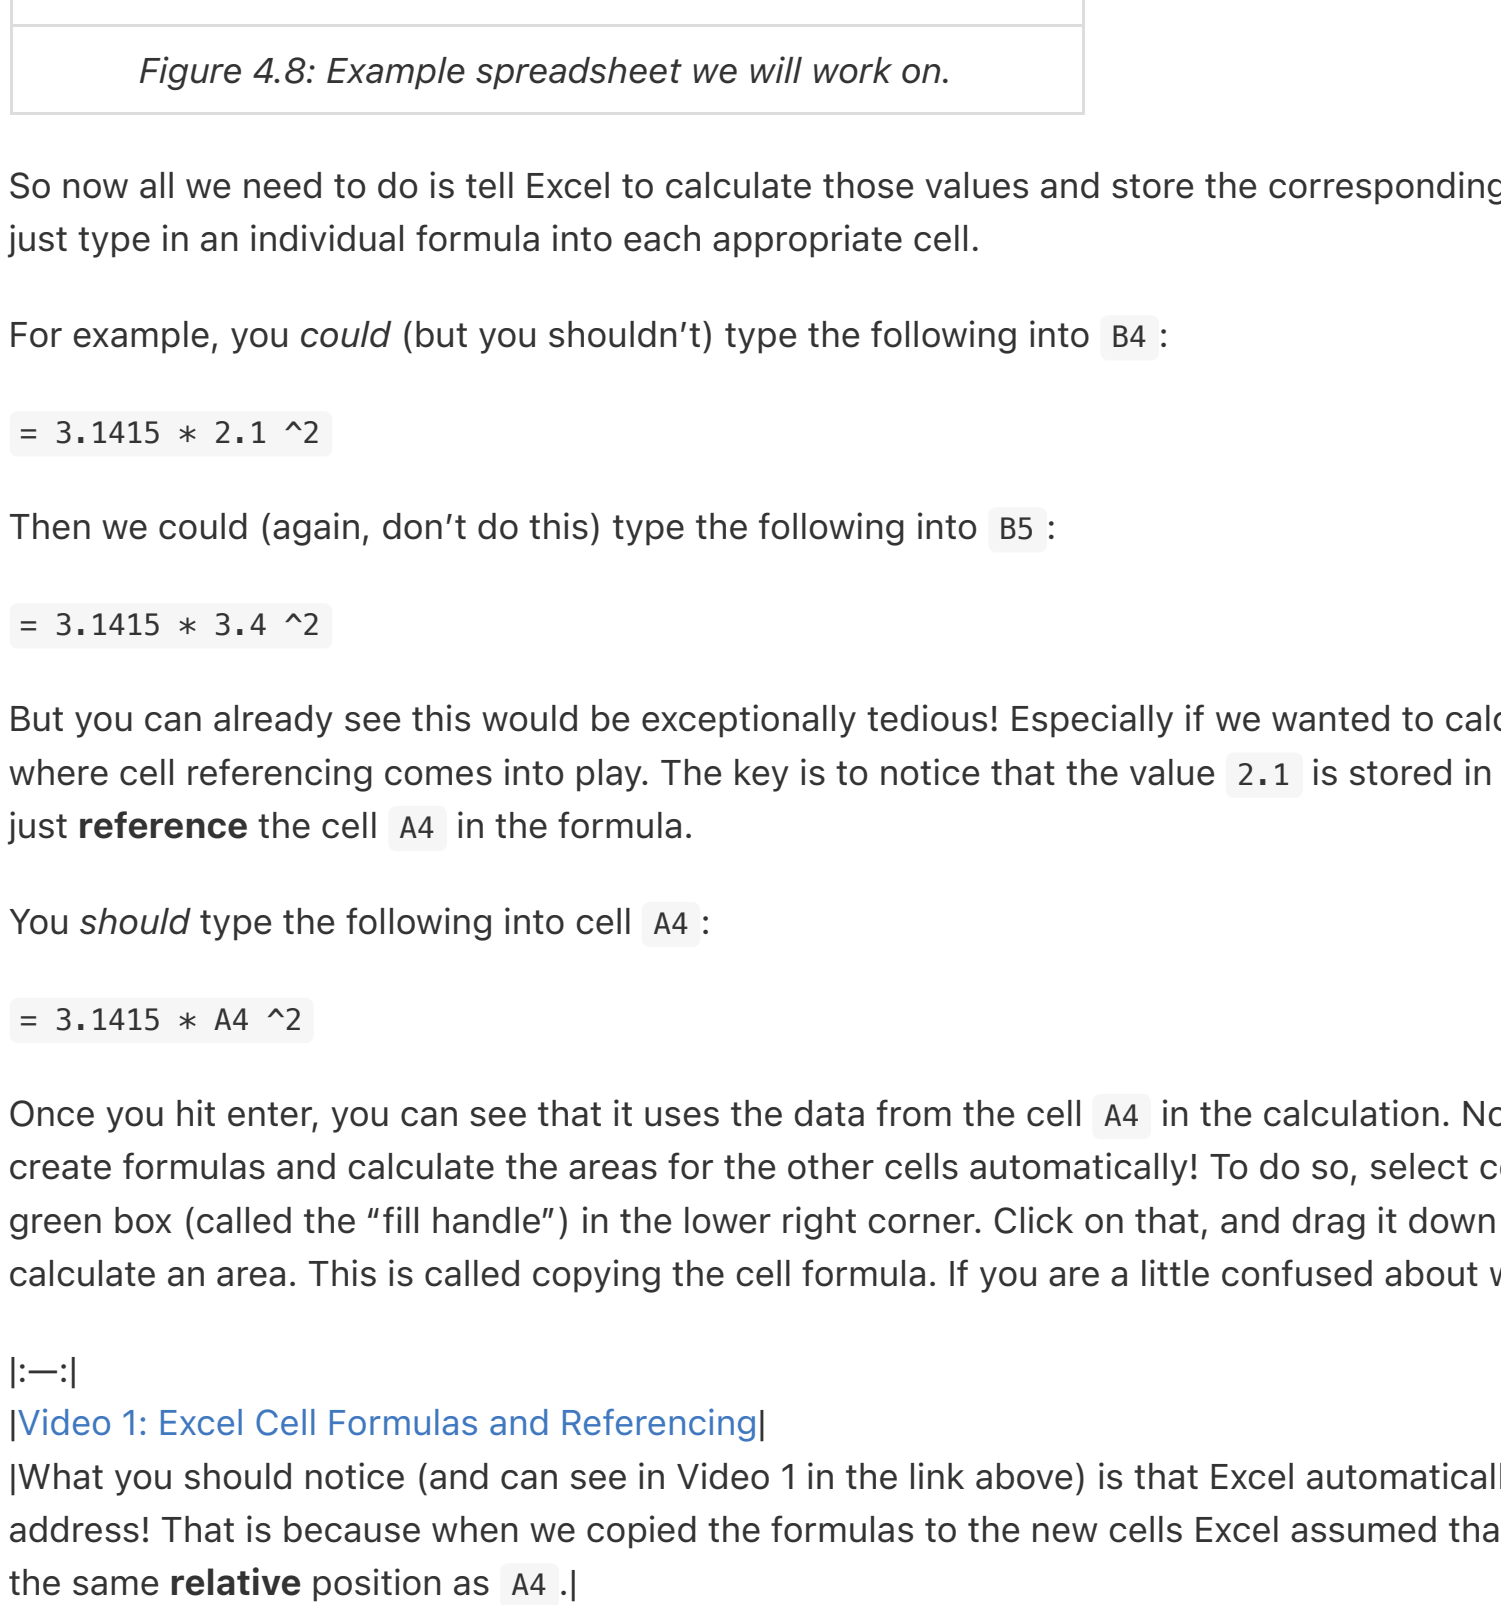 Figure 4.8: Example spreadsheet we will work on.
So now all we need to do is tell Excel to calculate those values and store the corresponding
just type in an individual formula into each appropriate cell.
For example, you could (but you shouldn’t) type the following into B4 :
= 3.1415 * 2.1 ^2
Then we could (again, don’t do this) type the following into B5 :
= 3.1415 * 3.4 ^2
But you can already see this would be exceptionally tedious! Especially if we wanted to calc
where cell referencing comes into play. The key is to notice that the value 2.1 is stored in
just reference the cell A4 in the formula.
You should type the following into cell A4 :
= 3.1415 * A4 ^2
Once you hit enter, you can see that it uses the data from the cell A4 in the calculation. No
create formulas and calculate the areas for the other cells automatically! To do so, select c
green box (called the “fill handle”) in the lower right corner. Click on that, and drag it down
calculate an area. This is called copying the cell formula. If you are a little confused about w
|:—:|
|Video 1: Excel Cell Formulas and Referencing|
|What you should notice (and can see in Video 1 in the link above) is that Excel automaticall
address! That is because when we copied the formulas to the new cells Excel assumed tha
the same relative position as A4 .|